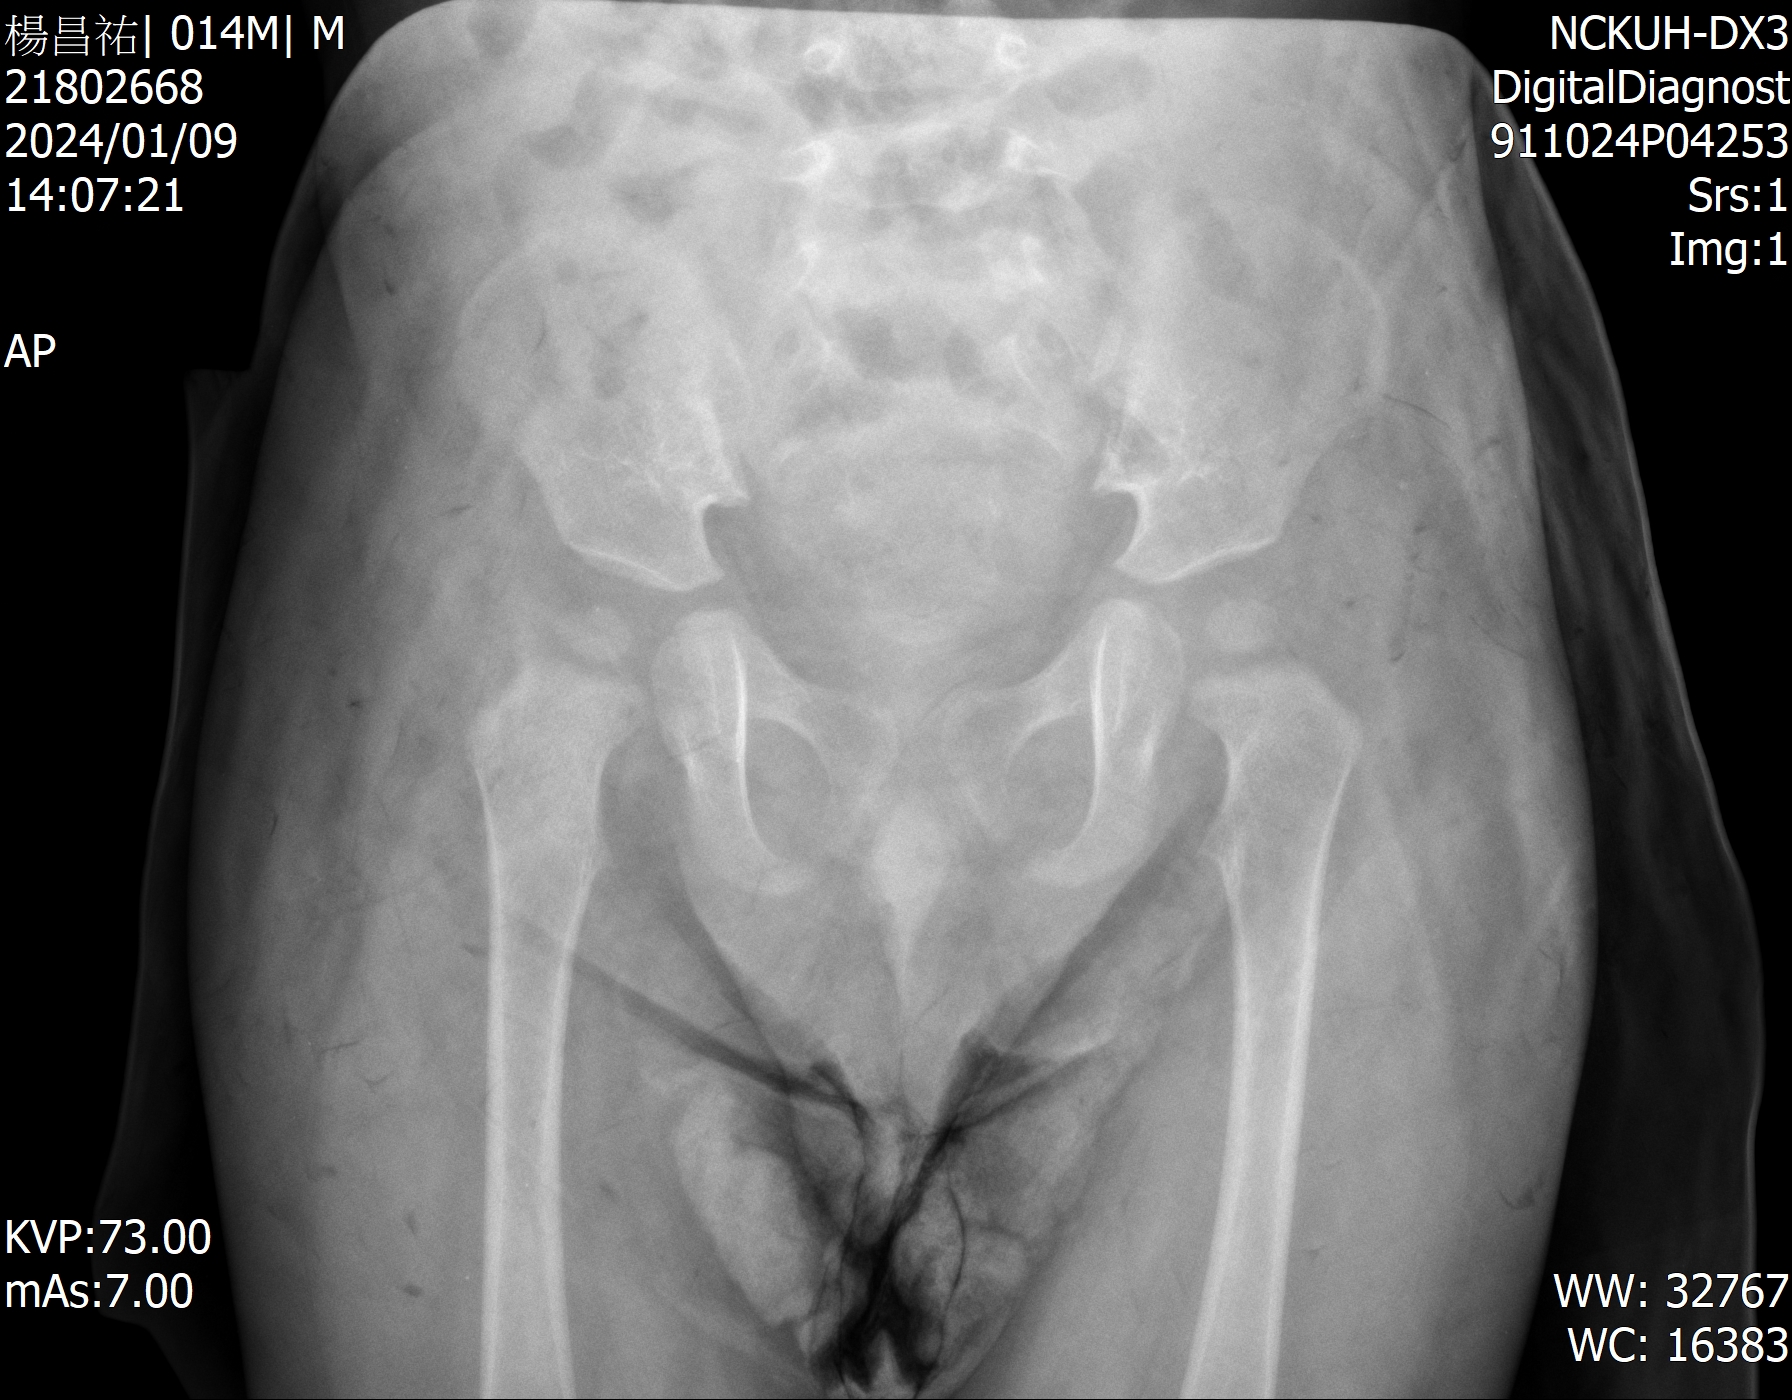 楊昌祐| 014M| M
21802668
2024/01/09
14:07:21
AP
NCKUH-DX3
DigitalDiagnost
911024P04253
Srs:1
Img:1
KVP:73.00
mAs:7.00
WW: 32767
WC: 16383